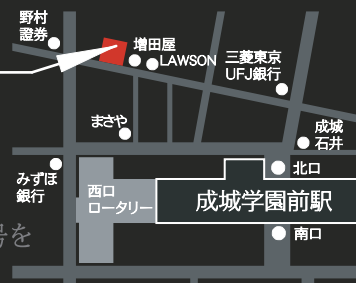 野村
證券
増田屋
LAWSON
三菱東京
UFJ銀行
まさや
成城
石井
みずほ
銀行
西口
ロータリー
北口
成城学園前駅
南口
号を